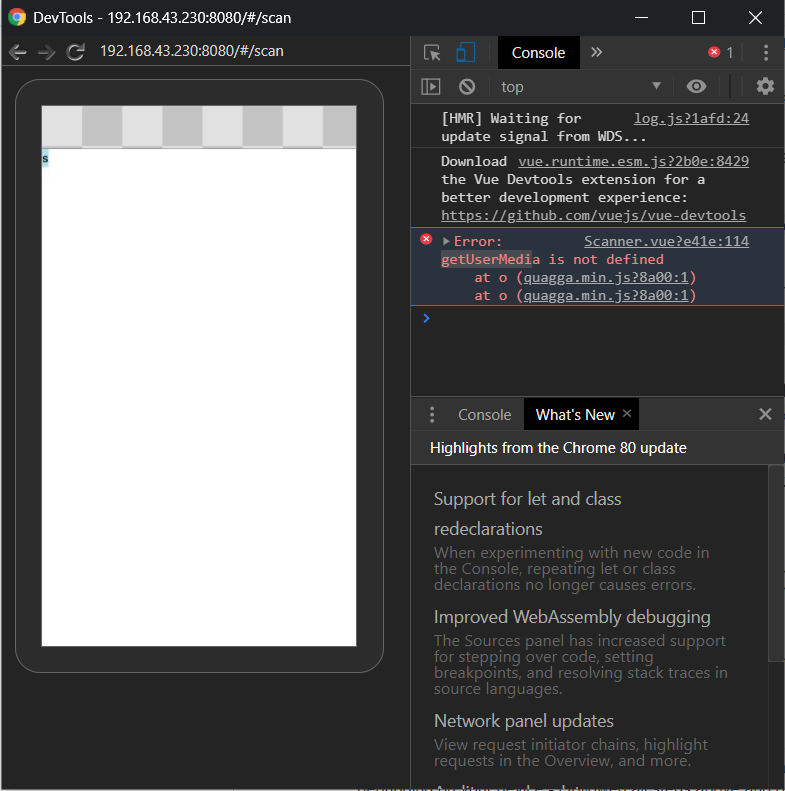 DevTools - 192.168.43.230:8080/#/scan
192.168.43.230:8080/#/scan
Console
1
top
[HMR] Waiting for log.js?1afd:24
update signal from WDS...
Download vue.runtime.esm.js?2b0e:8429
the Vue Devtools extension for a
better development experience:
https://github.com/vuejs/vue-devtools
Error: Scanner.vue?e41e:114
getUserMedia is not defined
at o (quagga.min.js?8a00:1)
at o (quagga.min.js?8a00:1)
s
Console What's New
Highlights from the Chrome 80 update
Support for let and class
redeclarations
When experimenting with new code in
the Console, repeating let or class
declarations no longer causes errors.
Improved WebAssembly debugging
The Sources panel has increased support
for stepping over code, setting
breakpoints, and resolving stack traces in
source languages.
Network panel updates
View request initiator chains, highlight
requests in the Overview, and more.